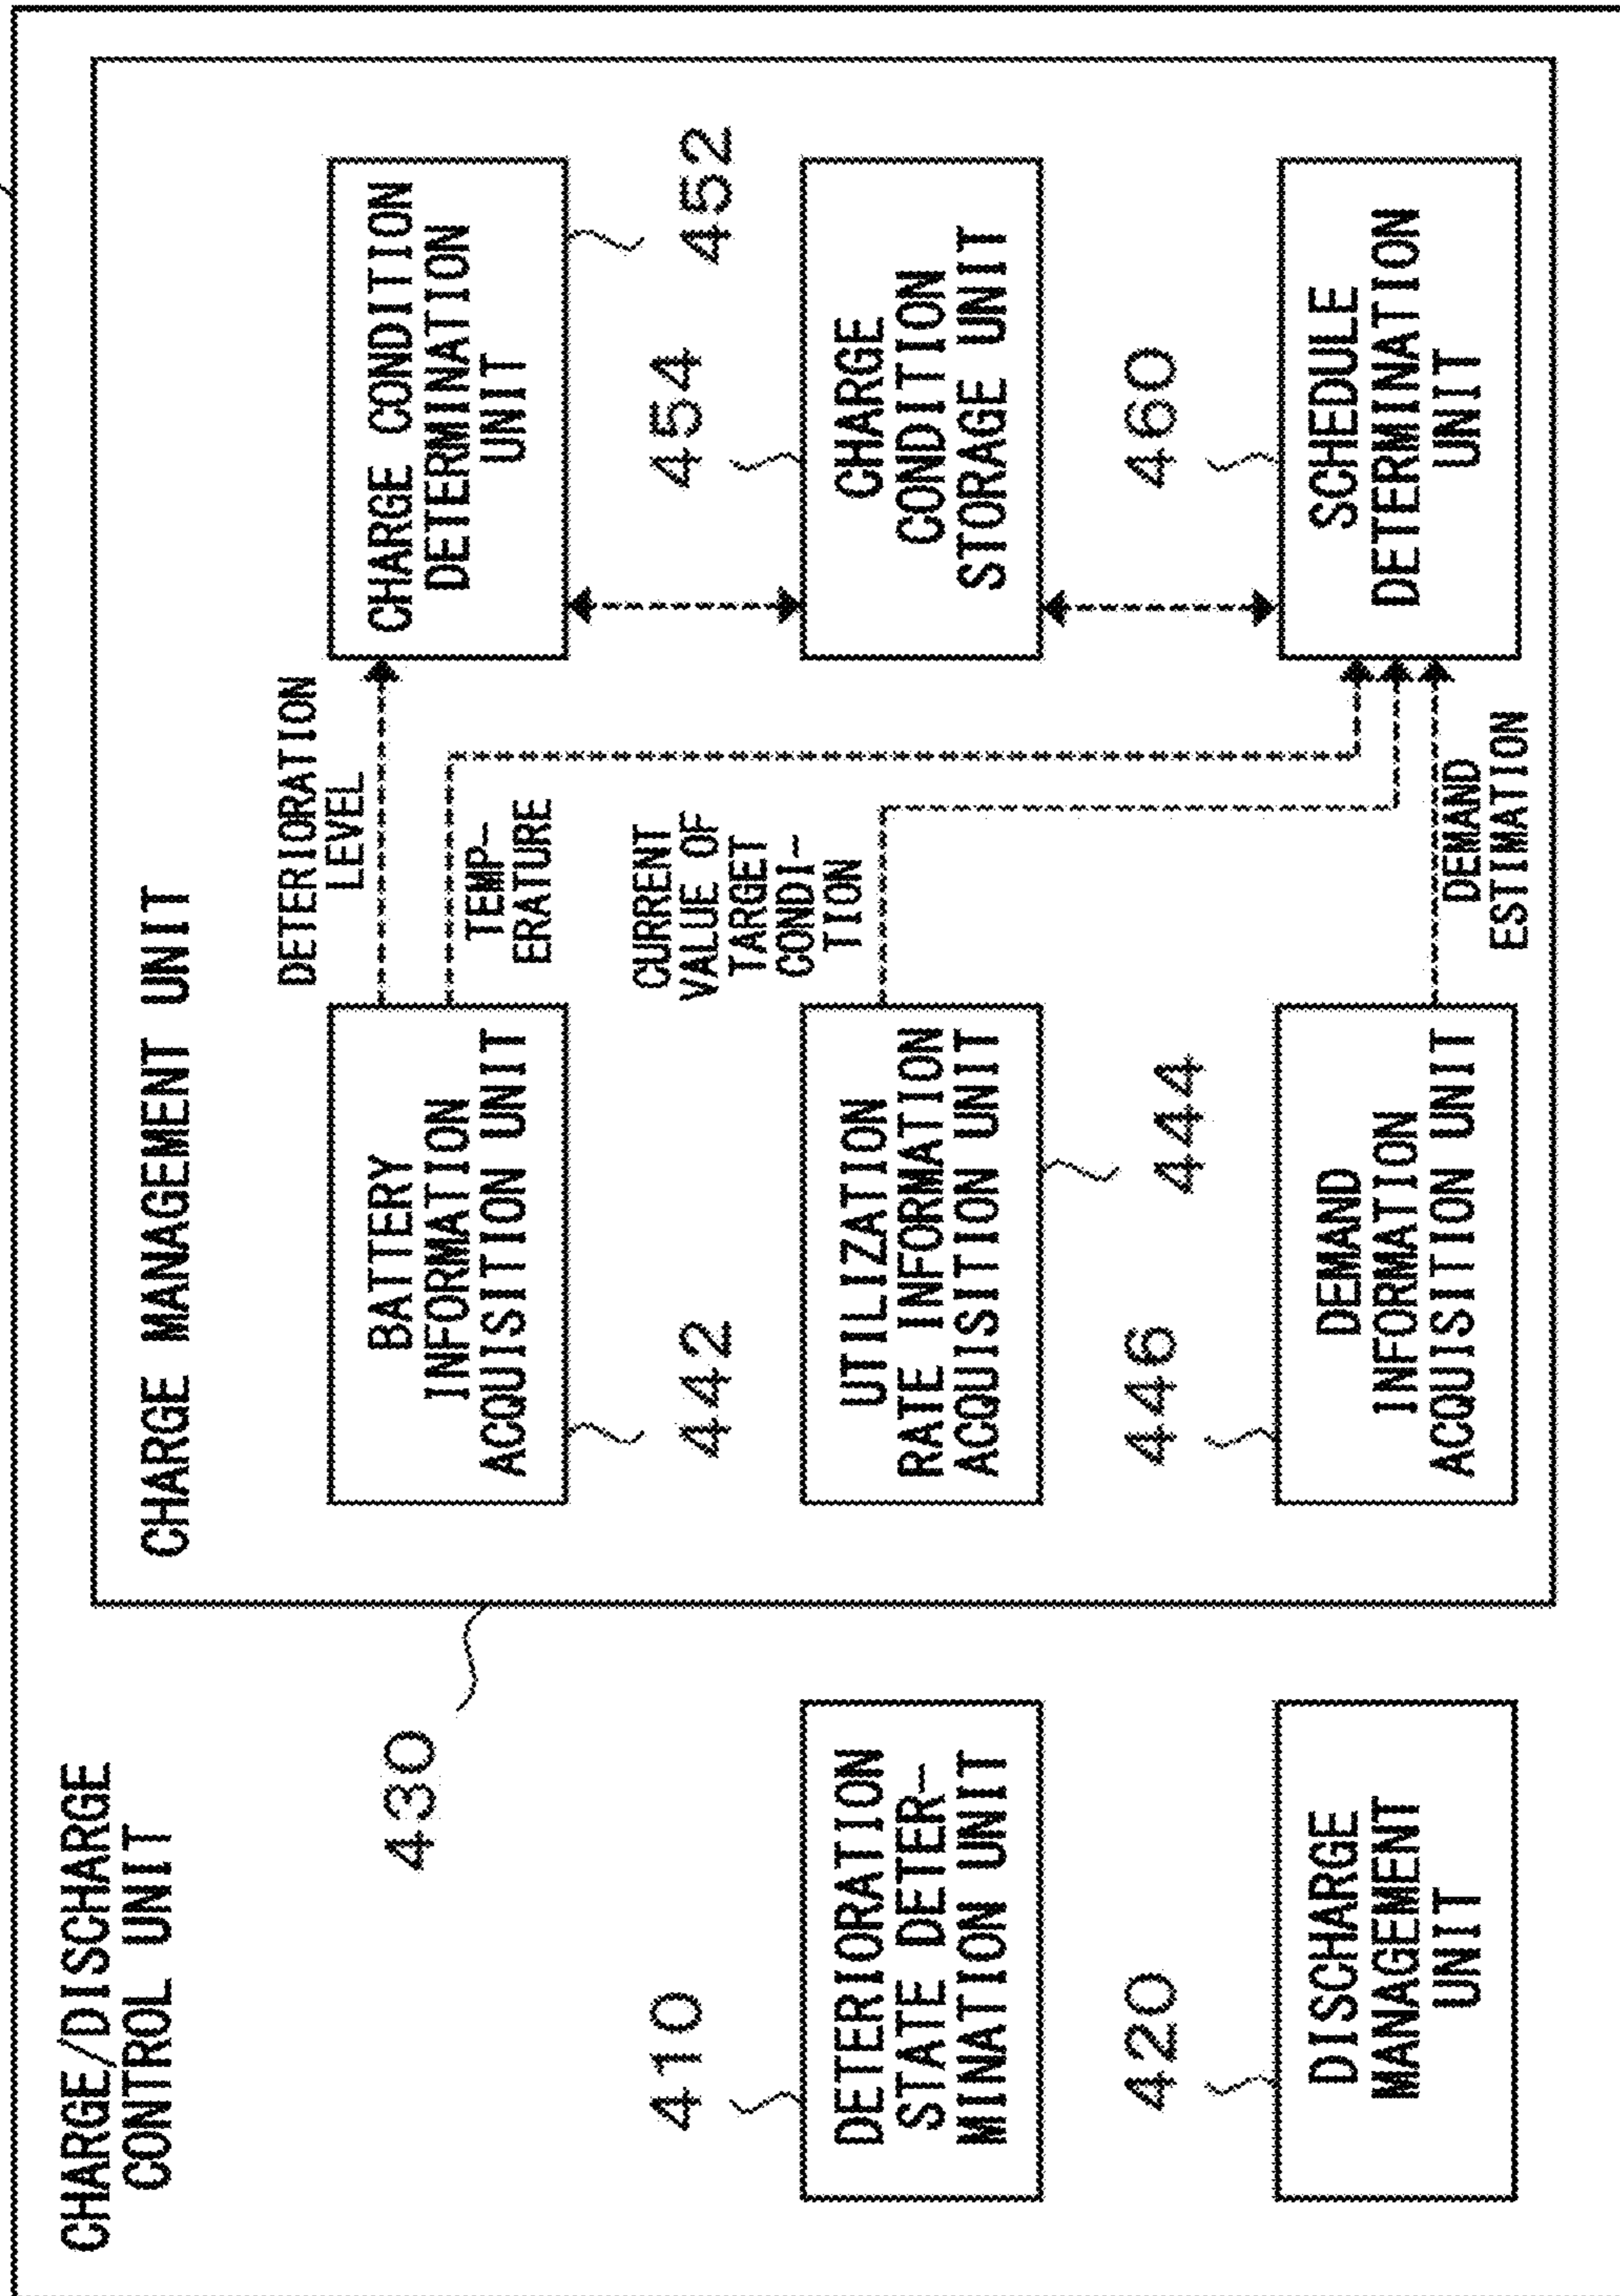 CHARGE/DISCHARGE
CONTROL UNIT
CHARGE MANAGEMENT UNIT
430
BATTERY
INFORMATION
ACQUISITION UNIT
442
DETERIORATION
LEVEL
TEMP-
ERATURE
CHARGE CONDITION
DETERMINATION
UNIT
452
410
DETERIORATION
STATE DETER-
MINATION UNIT
UTILIZATION
RATE INFORMATION
ACQUISITION UNIT
444
CURRENT
VALUE OF
TARGET
CONDI-
TION
454
CHARGE
CONDITION
STORAGE UNIT
420
DISCHARGE
MANAGEMENT
UNIT
446
DEMAND
INFORMATION
ACQUISITION UNIT
DEMAND
ESTIMATION
460
SCHEDULE
DETERMINATION
UNIT